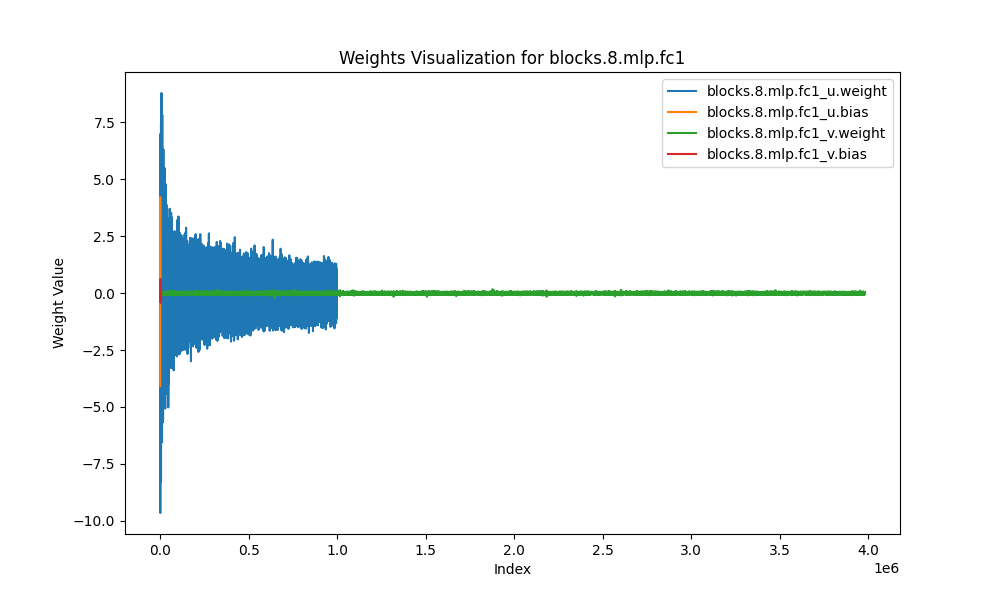 Weights Visualization for blocks.8.mlp.fc1
blocks.8.mlp.fc1_u.weight
blocks.8.mlp.fc1_u.bias
blocks.8.mlp.fc1_v.weight
blocks.8.mlp.fc1_v.bias
Weight Value
7.5
5.0
2.5
0.0
−2.5
−5.0
−7.5
−10.0
0.0 0.5 1.0 1.5 2.0 2.5 3.0 3.5 4.0
1e6
Index